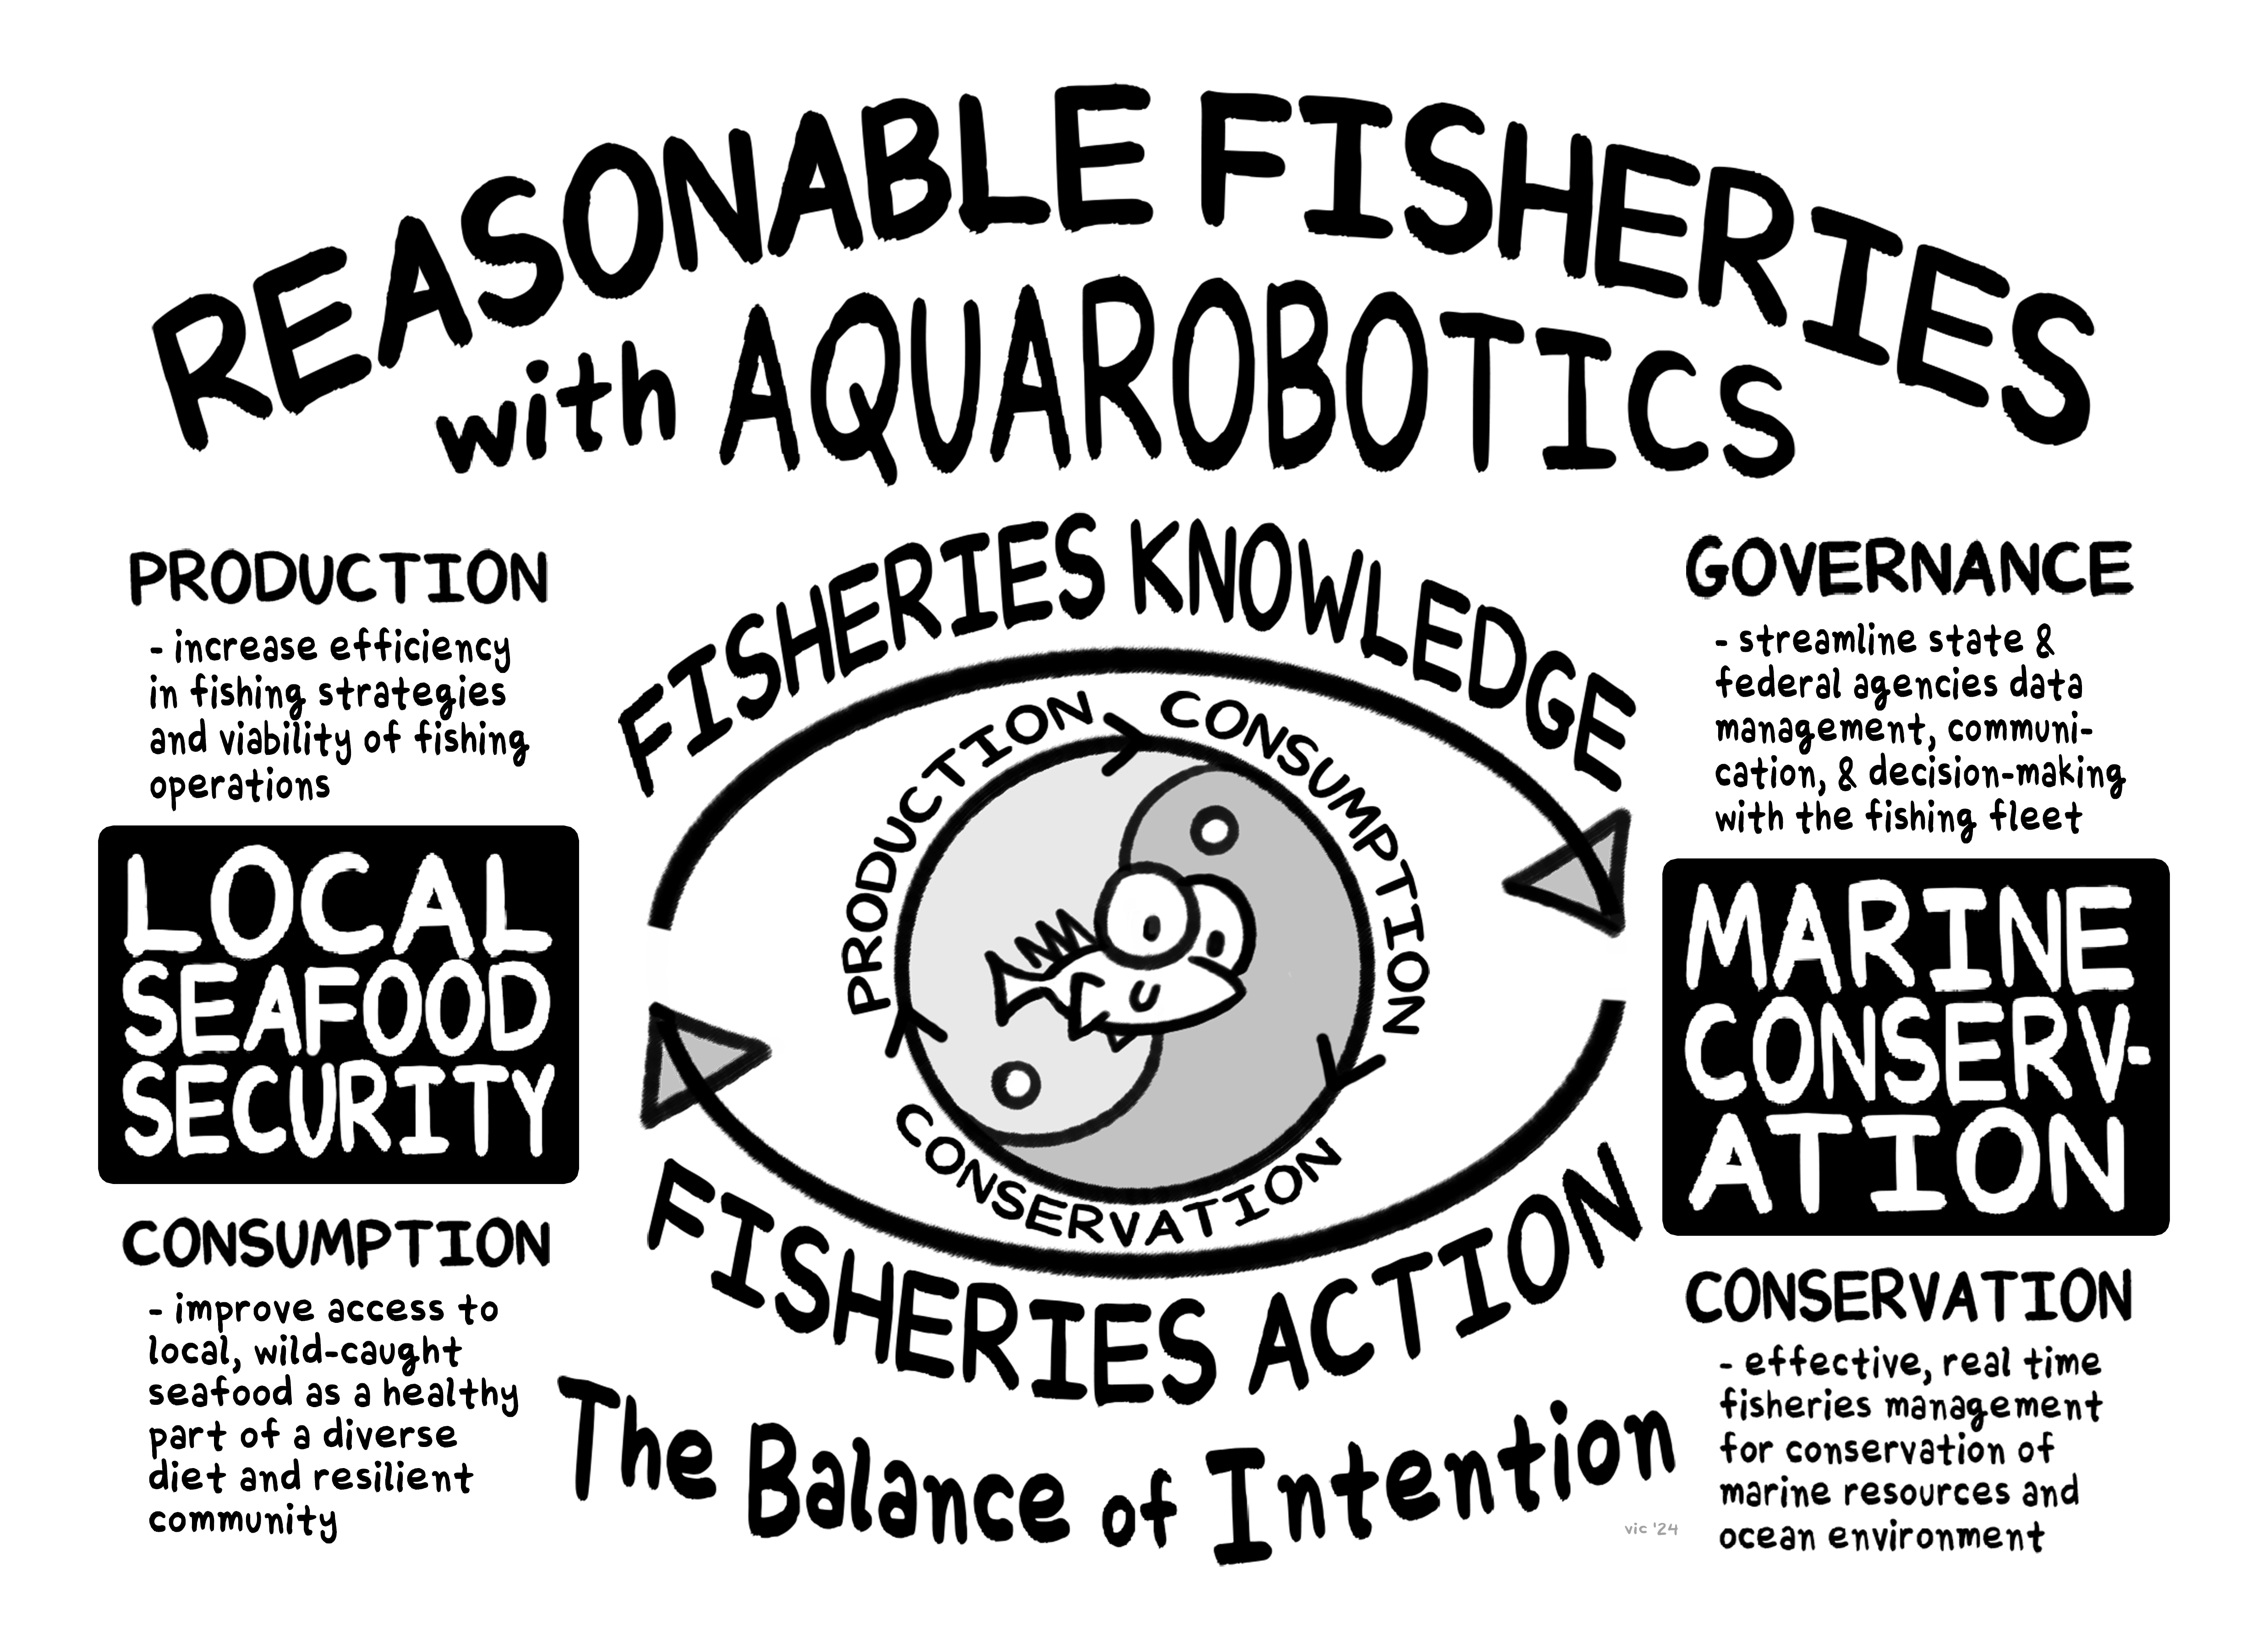 REASONABLE FISHERIES
with AQUAROBOTICS
PRODUCTION
- increase efficiency
in fishing strategies
and viability of fishing
operations
LOCAL
SEAFOOD
SECURITY
CONSUMPTION
- improve access to
local, wild-caught
seafood as a healthy
part of a diverse
diet and resilient
community
FISHERIES KNOWLEDGE
PRODUCTION
CONSUMPTION
CONSERVATION
FISHERIES ACTION
The Balance of Intention
vic '24
GOVERNANCE
- streamline state &
federal agencies data
management, communi-
cation, & decision-making
with the fishing fleet
MARINE
CONSERV-
ATION
CONSERVATION
- effective, real time
fisheries management
for conservation of
marine resources and
ocean environment